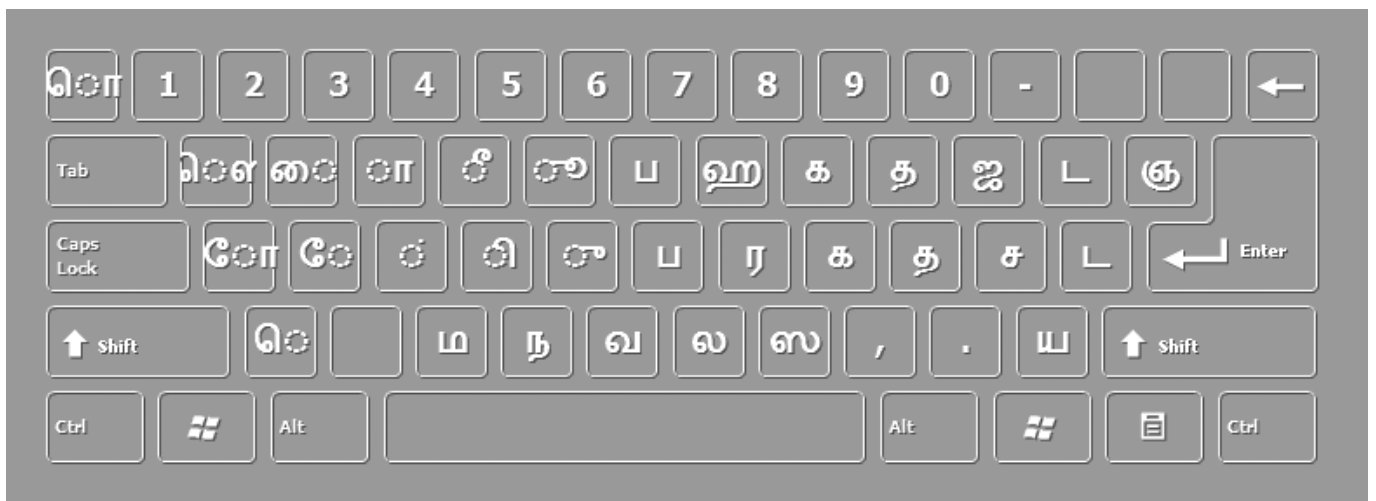 ொ 1 2 3 4 5 6 7 8 9 0 -
Tab ௌ ை ா ீ ூ ப ஹ க த ஜ ட ஞ
Caps Lock ோ ே ் ி ு ப ர க த ச ட Enter
Shift ெ ம ந வ ல ஸ , . ய Shift
Ctrl Alt Alt Ctrl